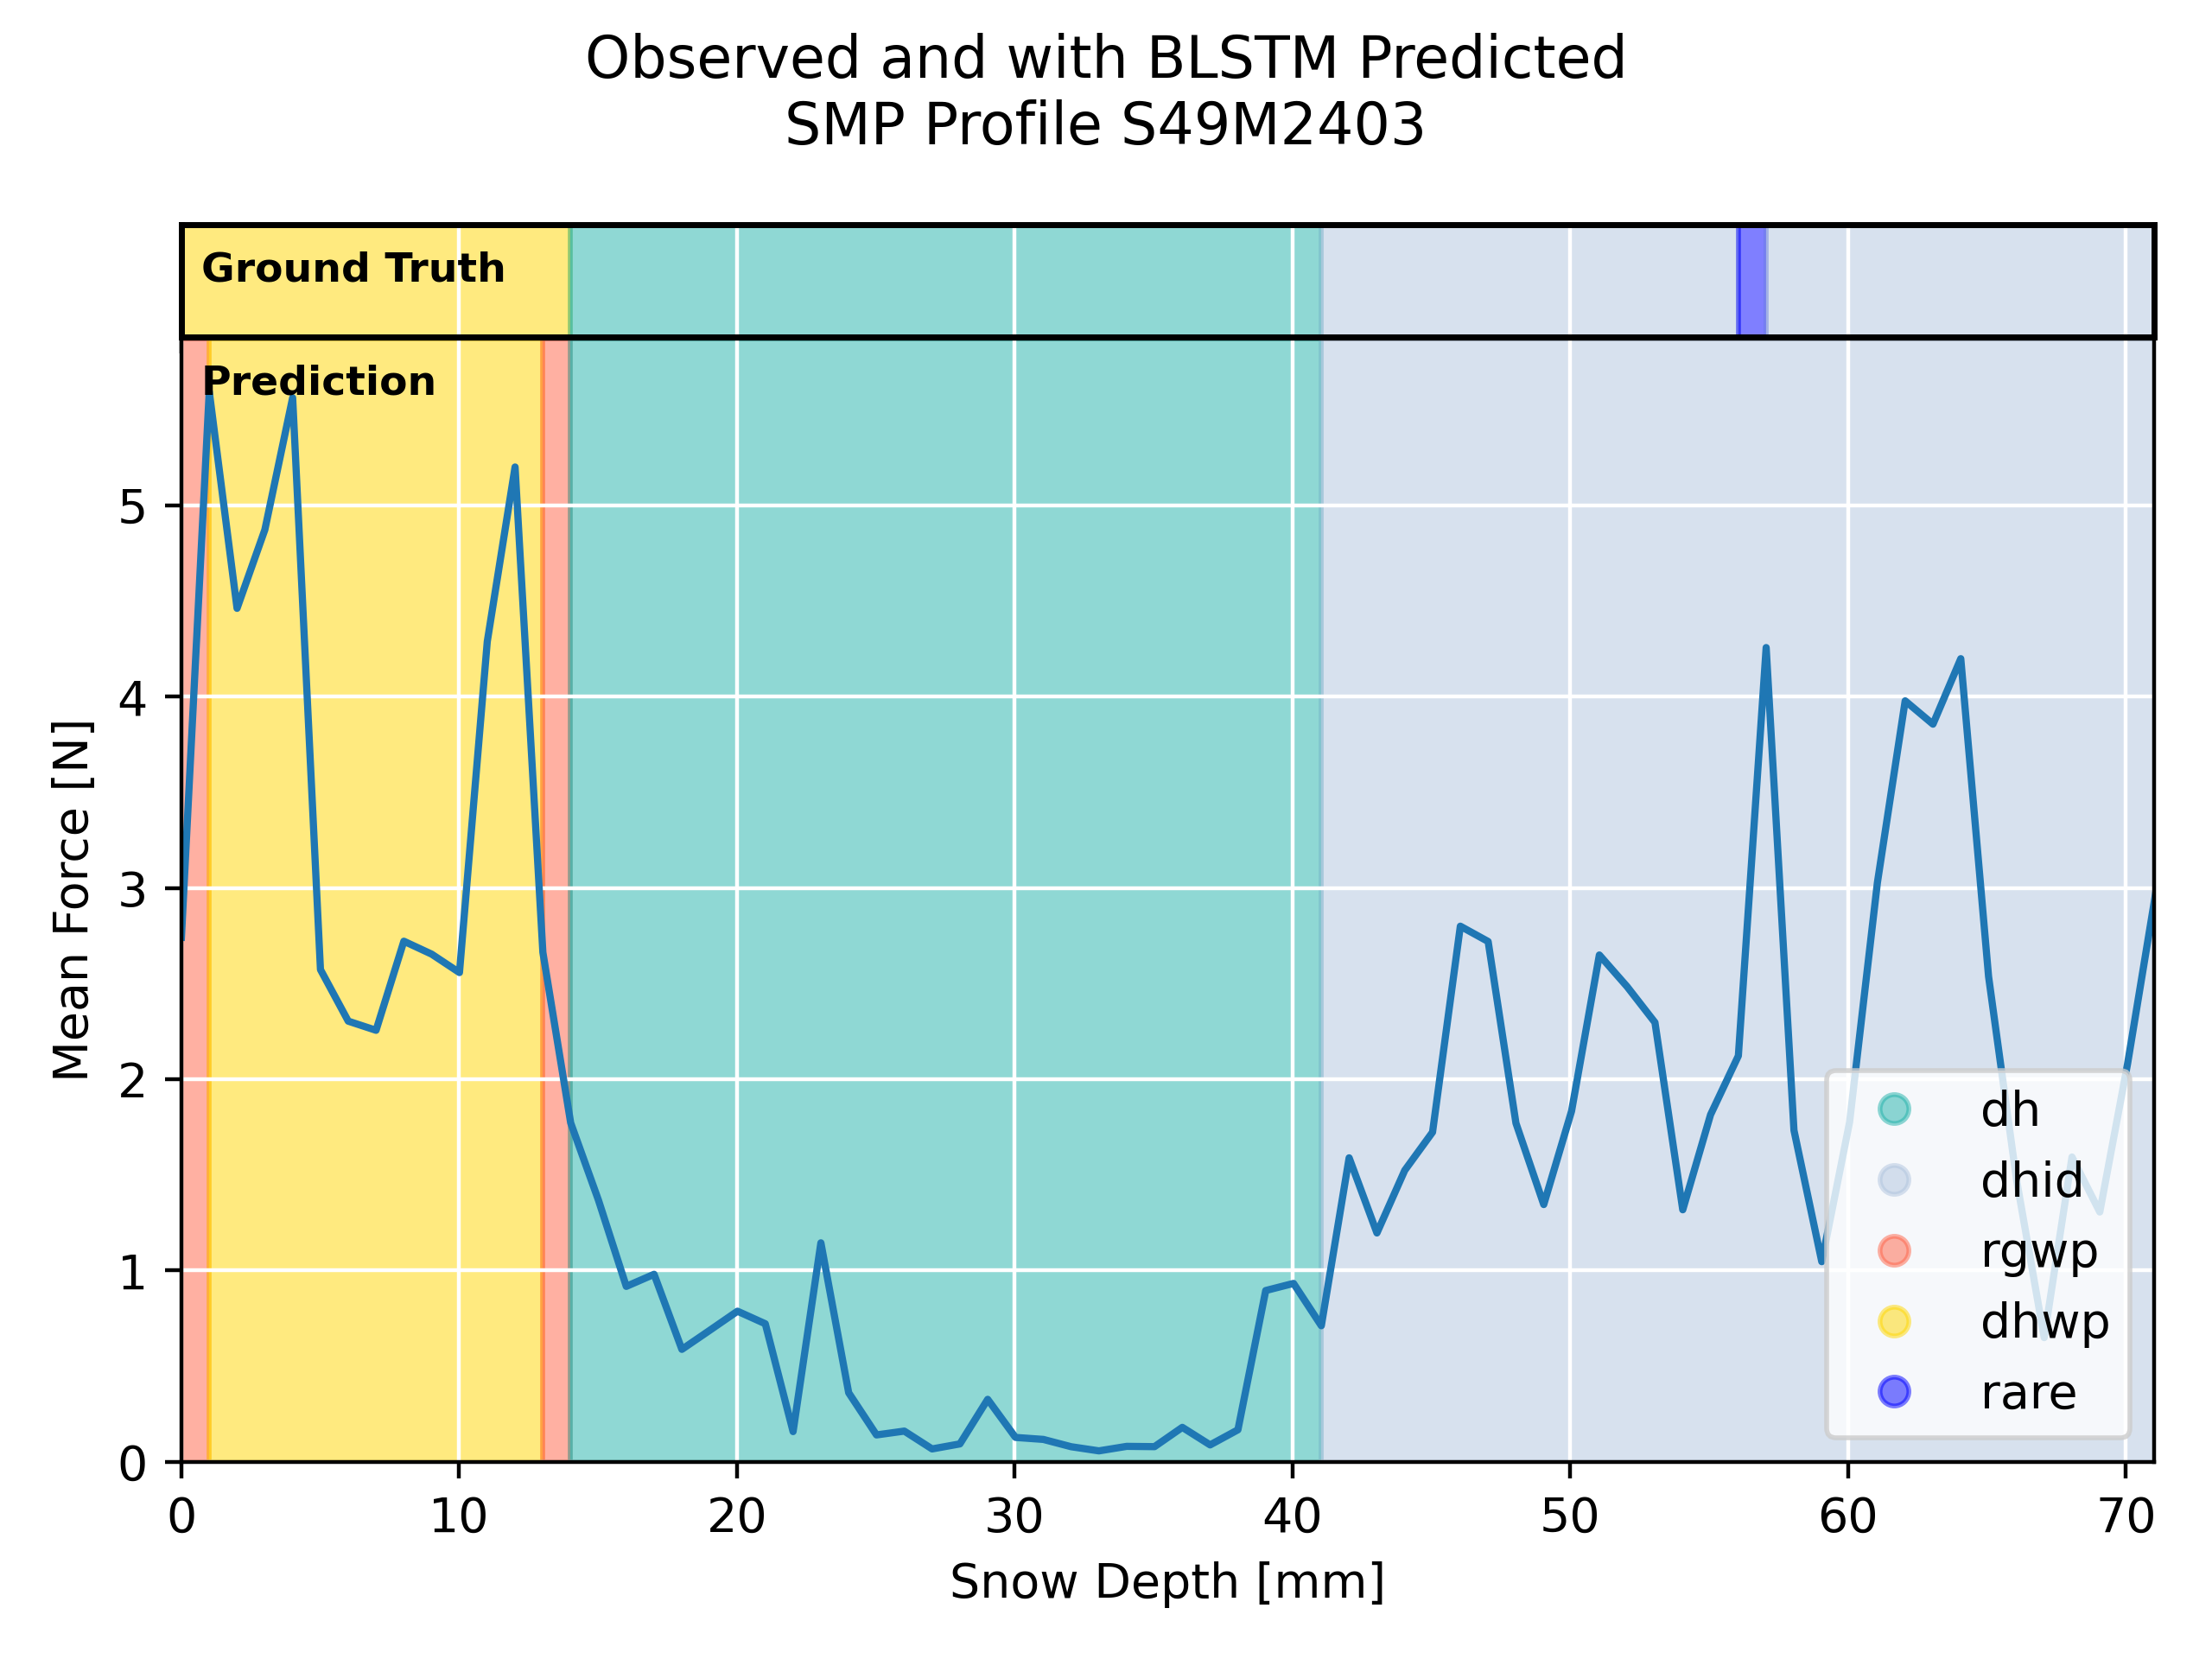 Observed and with BLSTM Predicted
SMP Profile S49M2403
Ground Truth
Prediction
5
4
3
2
1
0
Mean Force [N]
0 10 20 30 40 50 60 70
Snow Depth [mm]
dh
dhid
rgwp
dhwp
rare